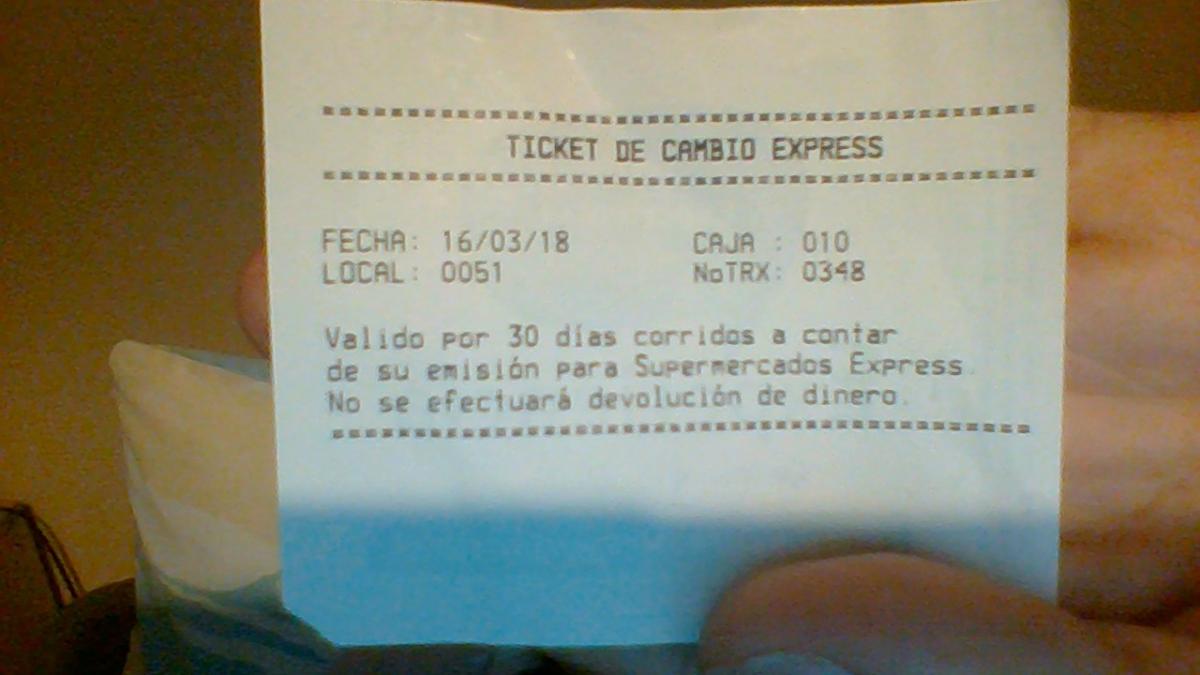 TICKET DE CAMBIO EXPRESS
FECHA: 16/03/18 CAJA : 010
LOCAL: 0051 NoTRX: 0348
Valido por 30 días corridos a contar
de su emisión para Supermercados Express.
No se efectuará devolución de dinero.